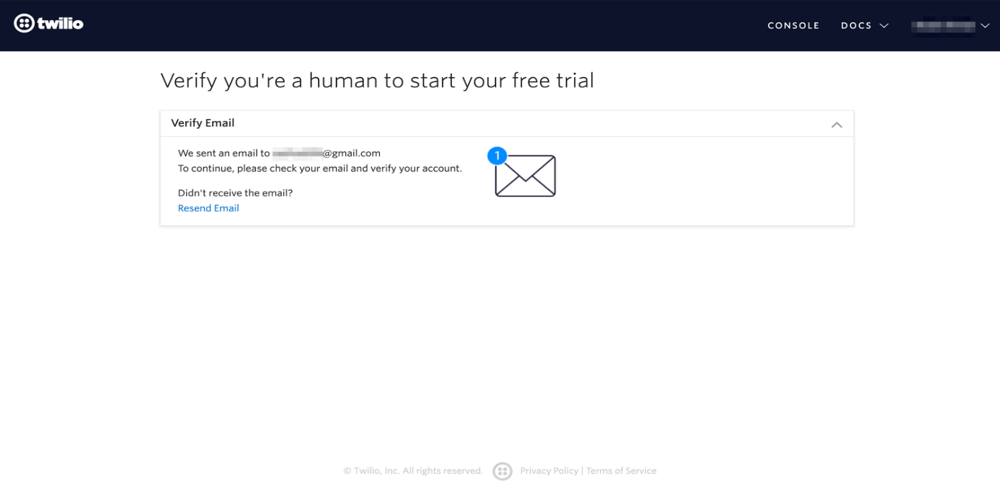 twilio
CONSOLE DOCS
Verify you're a human to start your free trial
Verify Email
We sent an email to @gmail.com
1
To continue, please check your email and verify your account.
Didn't receive the email?
Resend Email
© Twilio, Inc. All rights reserved. Privacy Policy | Terms of Service